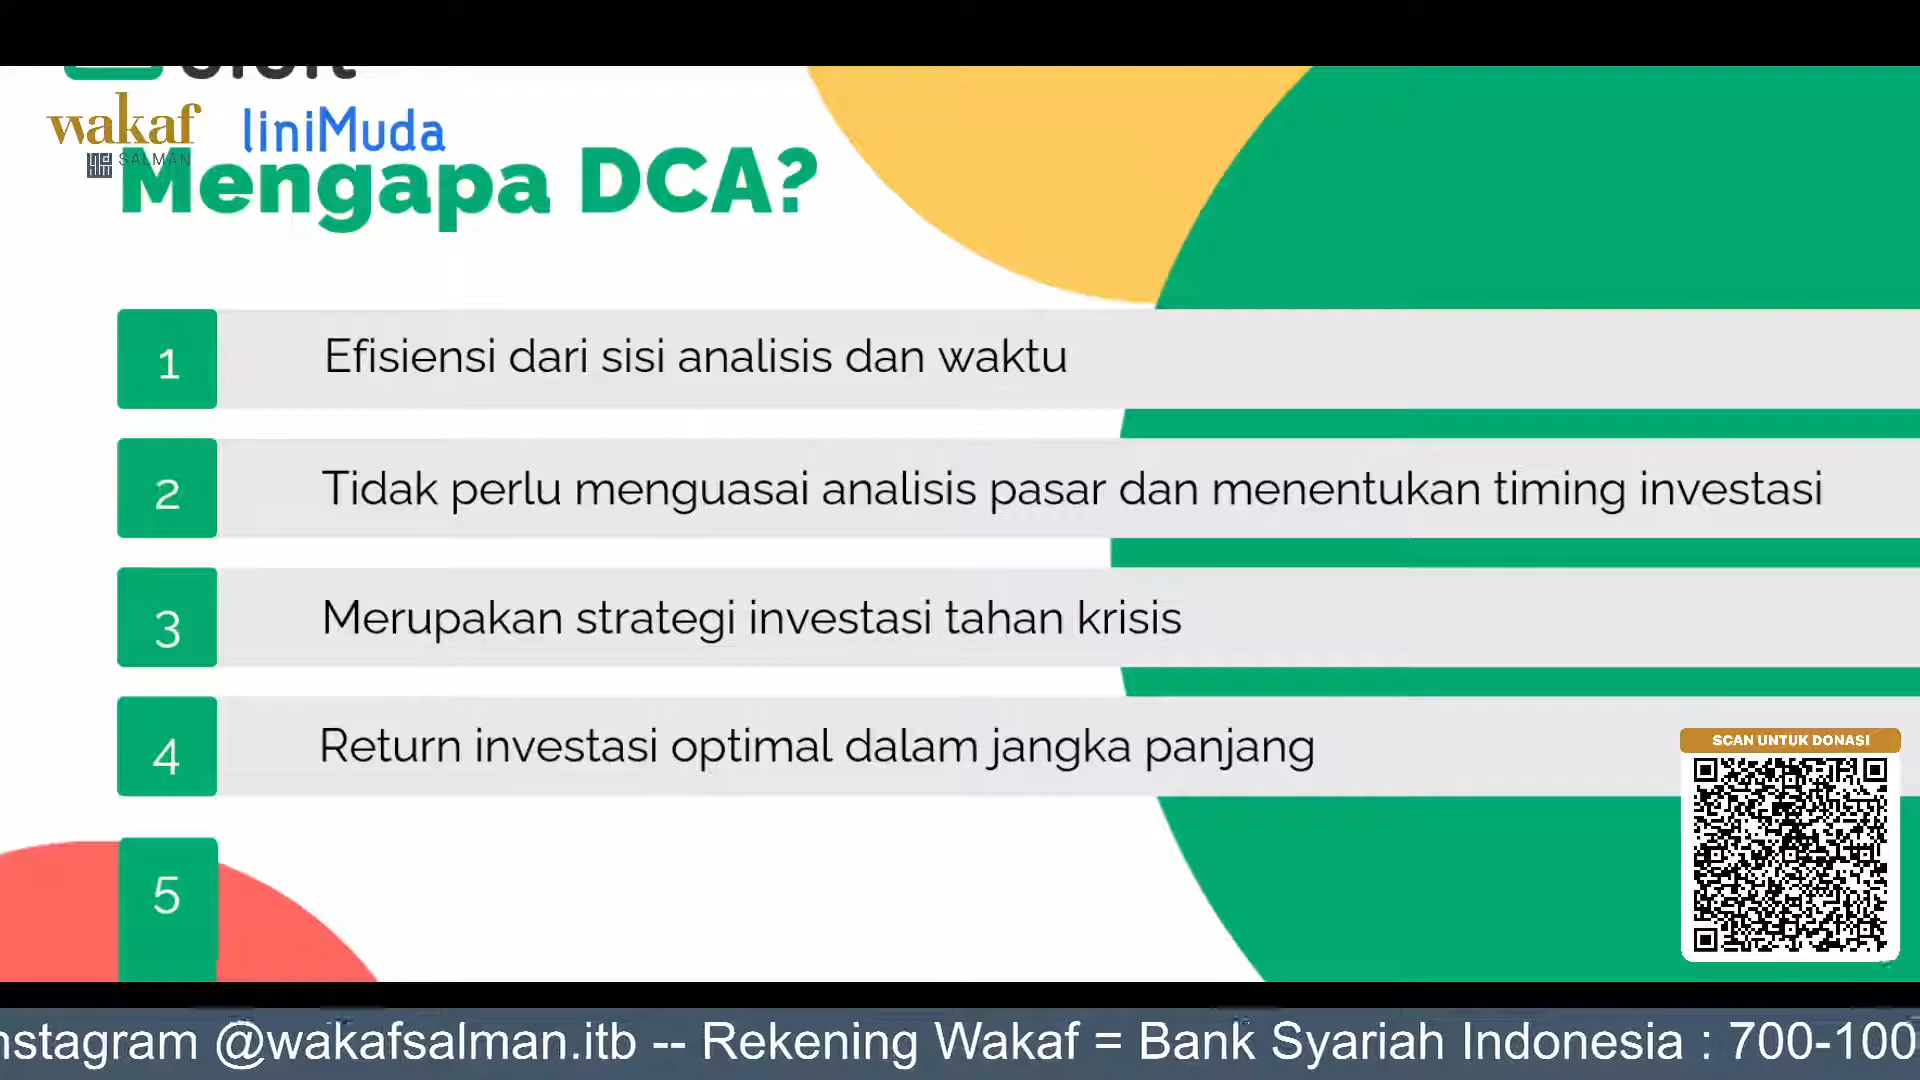 wakaf
SALMAN
liniMuda
Mengapa DCA?
1
Efisiensi dari sisi analisis dan waktu
2
Tidak perlu menguasai analisis pasar dan menentukan timing investasi
3
Merupakan strategi investasi tahan krisis
4
Return investasi optimal dalam jangka panjang
SCAN UNTUK DONASI
5
nstagram @wakafsalman.itb -- Rekening Wakaf = Bank Syariah Indonesia : 700-100